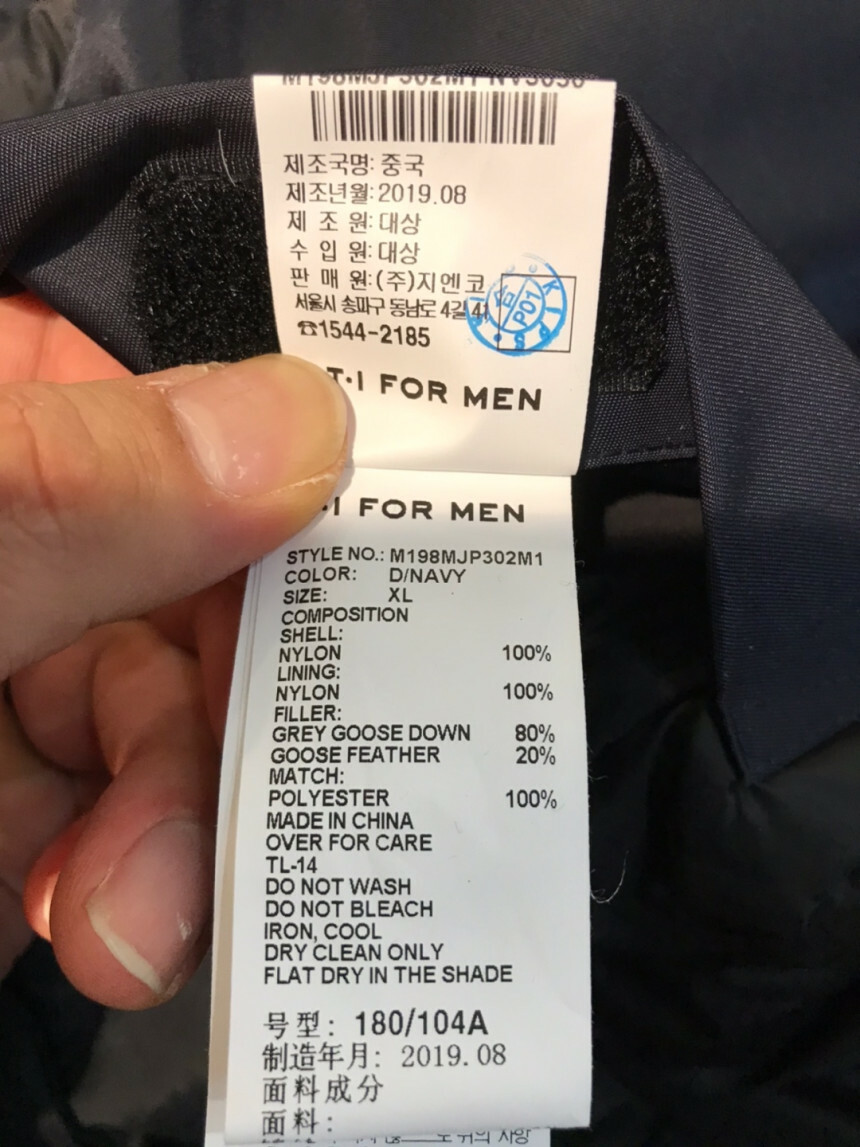 제조국명: 중국
제조년월: 2019.08
제 조 원: 대상
수 입 원: 대상
판 매 원: (주)지엔코
서울시 송파구 동남로 4길 41
☎1544-2185
T·I FOR MEN
·I FOR MEN
STYLE NO.: M198MJP302M1
COLOR: D/NAVY
SIZE: XL
COMPOSITION
SHELL:
NYLON 100%
LINING:
NYLON 100%
FILLER:
GREY GOOSE DOWN 80%
GOOSE FEATHER 20%
MATCH:
POLYESTER 100%
MADE IN CHINA
OVER FOR CARE
TL-14
DO NOT WASH
DO NOT BLEACH
IRON, COOL
DRY CLEAN ONLY
FLAT DRY IN THE SHADE
号型: 180/104A
制造年月: 2019.08
面料成分
面料: